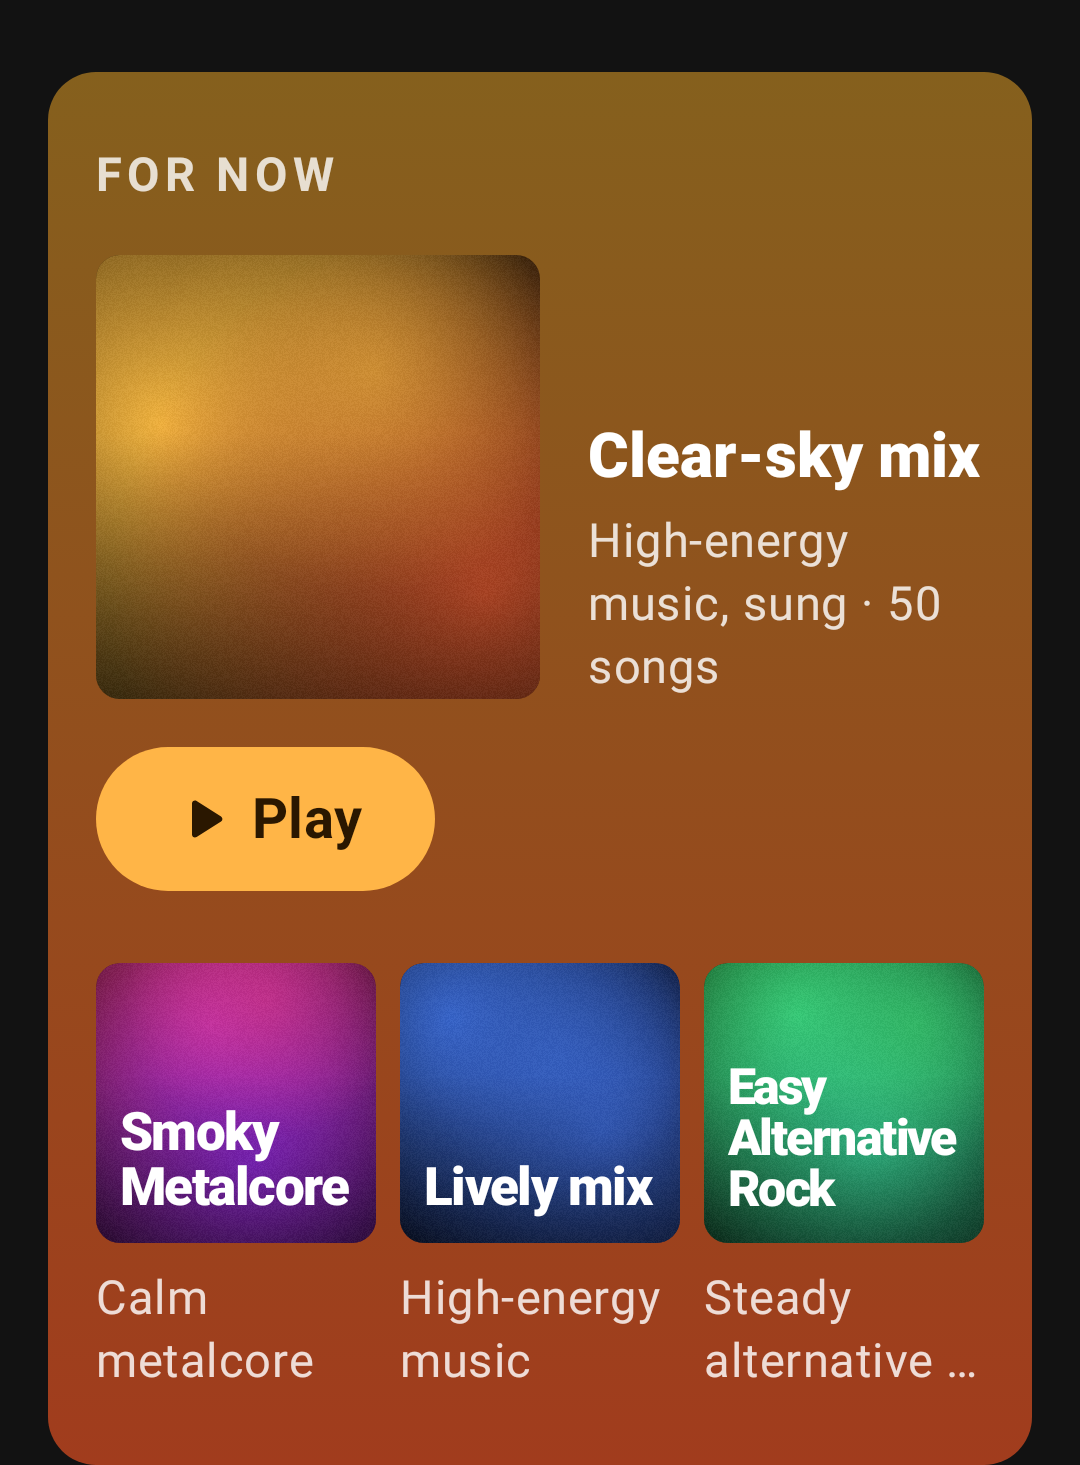 FOR NOW
Clear-sky mix
High-energy
music, sung · 50
songs
Play
Smoky
Metalcore
Calm
metalcore
Lively mix
High-energy
music
Easy
Alternative
Rock
Steady
alternative …